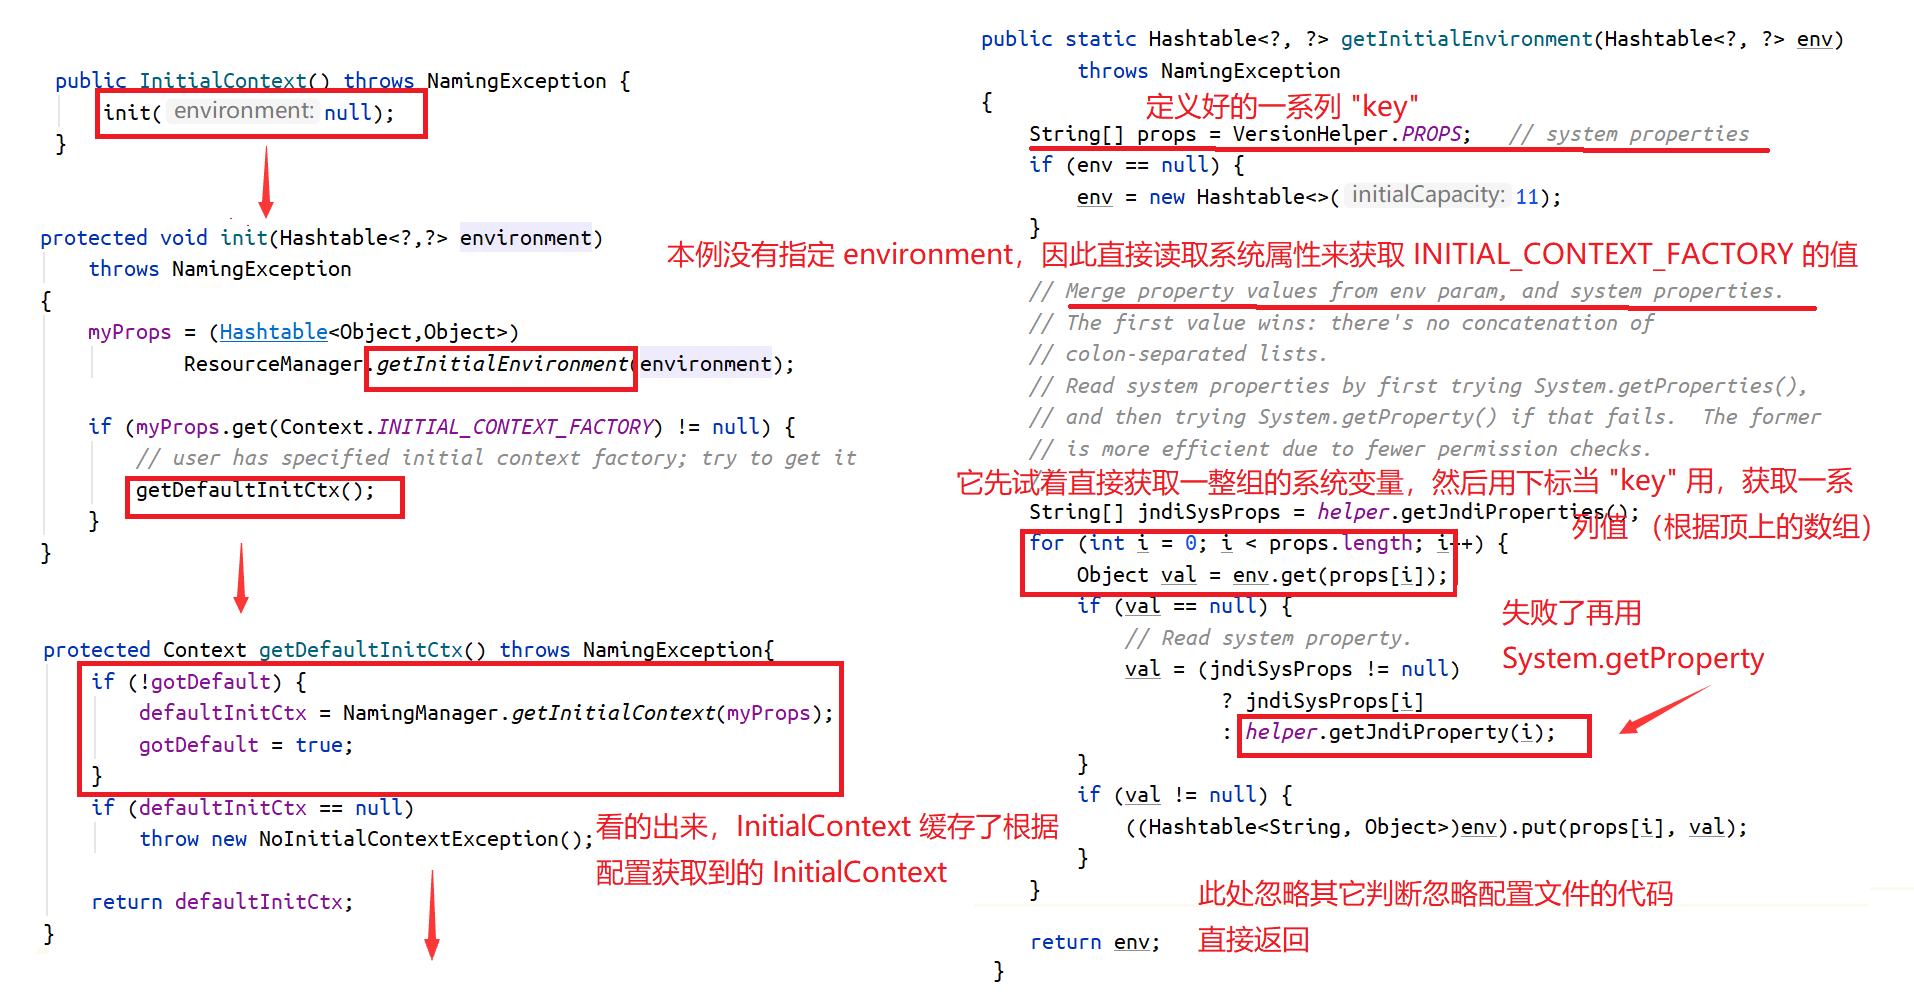 public InitialContext() throws NamingException {
init( environment: null);
}
protected void init(Hashtable<?,?> environment)
throws NamingException
{
myProps = (Hashtable<Object,Object>)
ResourceManager.getInitialEnvironment(environment);
if (myProps.get(Context.INITIAL_CONTEXT_FACTORY) != null) {
// user has specified initial context factory; try to get it
getDefaultInitCtx();
}
}
protected Context getDefaultInitCtx() throws NamingException{
if (!gotDefault) {
defaultInitCtx = NamingManager.getInitialContext(myProps);
gotDefault = true;
}
if (defaultInitCtx == null)
throw new NoInitialContextException();
return defaultInitCtx;
}
看的出来，InitialContext 缓存了根据
配置获取到的 InitialContext
public static Hashtable<?, ?> getInitialEnvironment(Hashtable<?, ?> env)
throws NamingException
{
定义好的一系列 "key"
String[] props = VersionHelper.PROPS; // system properties
if (env == null) {
env = new Hashtable<>( initialCapacity: 11);
}
本例没有指定 environment，因此直接读取系统属性来获取 INITIAL_CONTEXT_FACTORY 的值
// Merge property values from env param, and system properties.
// The first value wins: there's no concatenation of
// colon-separated lists.
// Read system properties by first trying System.getProperties(),
// and then trying System.getProperty() if that fails. The former
// is more efficient due to fewer permission checks.
它先试着直接获取一整组的系统变量，然后用下标当 "key" 用，获取一系
列值 （根据顶上的数组）
String[] jndiSysProps = helper.getJndiProperties();
for (int i = 0; i < props.length; i++) {
Object val = env.get(props[i]);
if (val == null) {
// Read system property.
val = (jndiSysProps != null)
? jndiSysProps[i]
: helper.getJndiProperty(i);
失败了再用
System.getProperty
}
if (val != null) {
((Hashtable<String, Object>)env).put(props[i], val);
}
}
此处忽略其它判断忽略配置文件的代码
直接返回
return env;
}